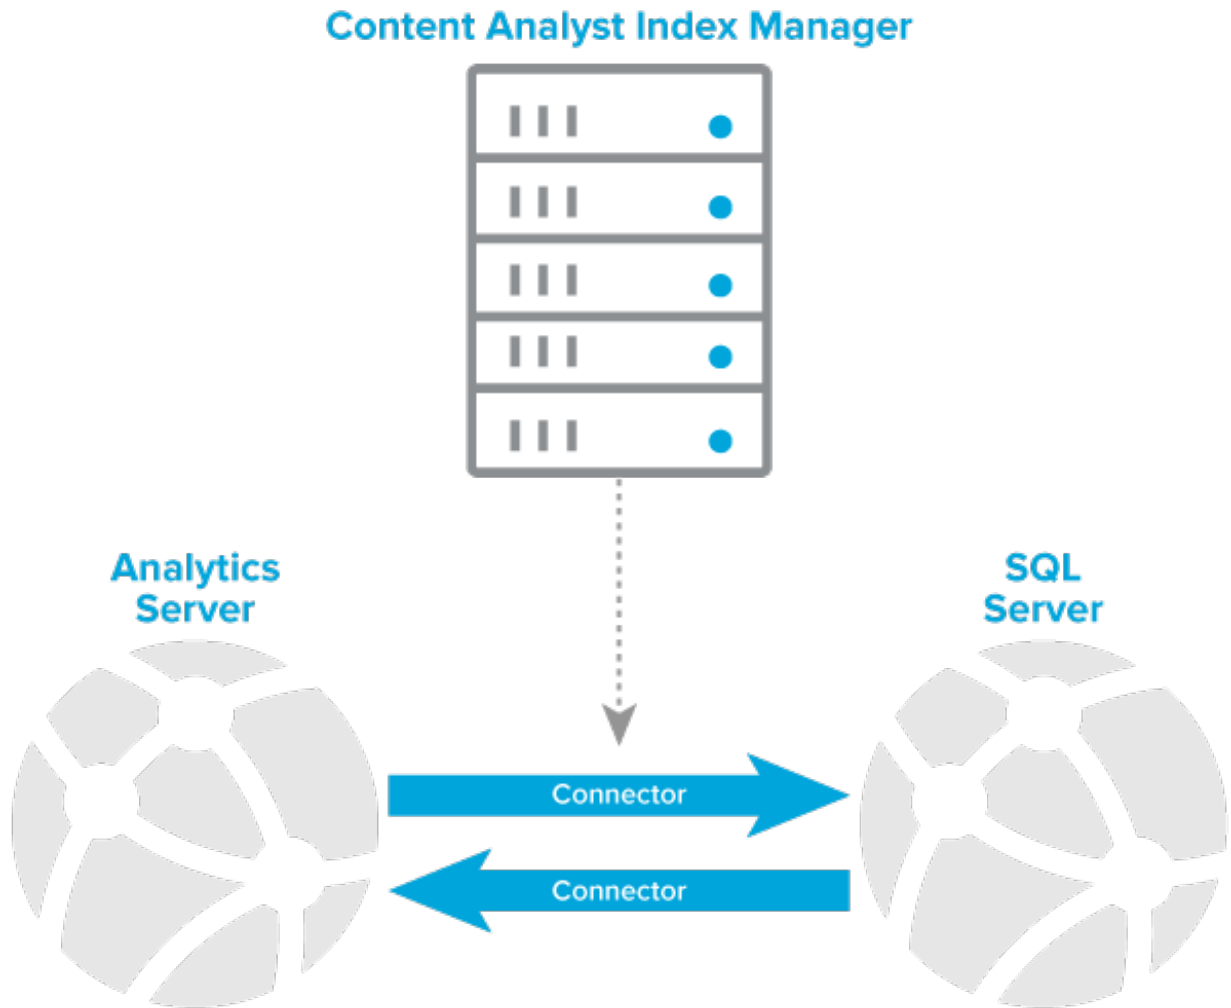 Content Analyst Index Manager
Analytics
Server
SQL
Server
Connector
Connector